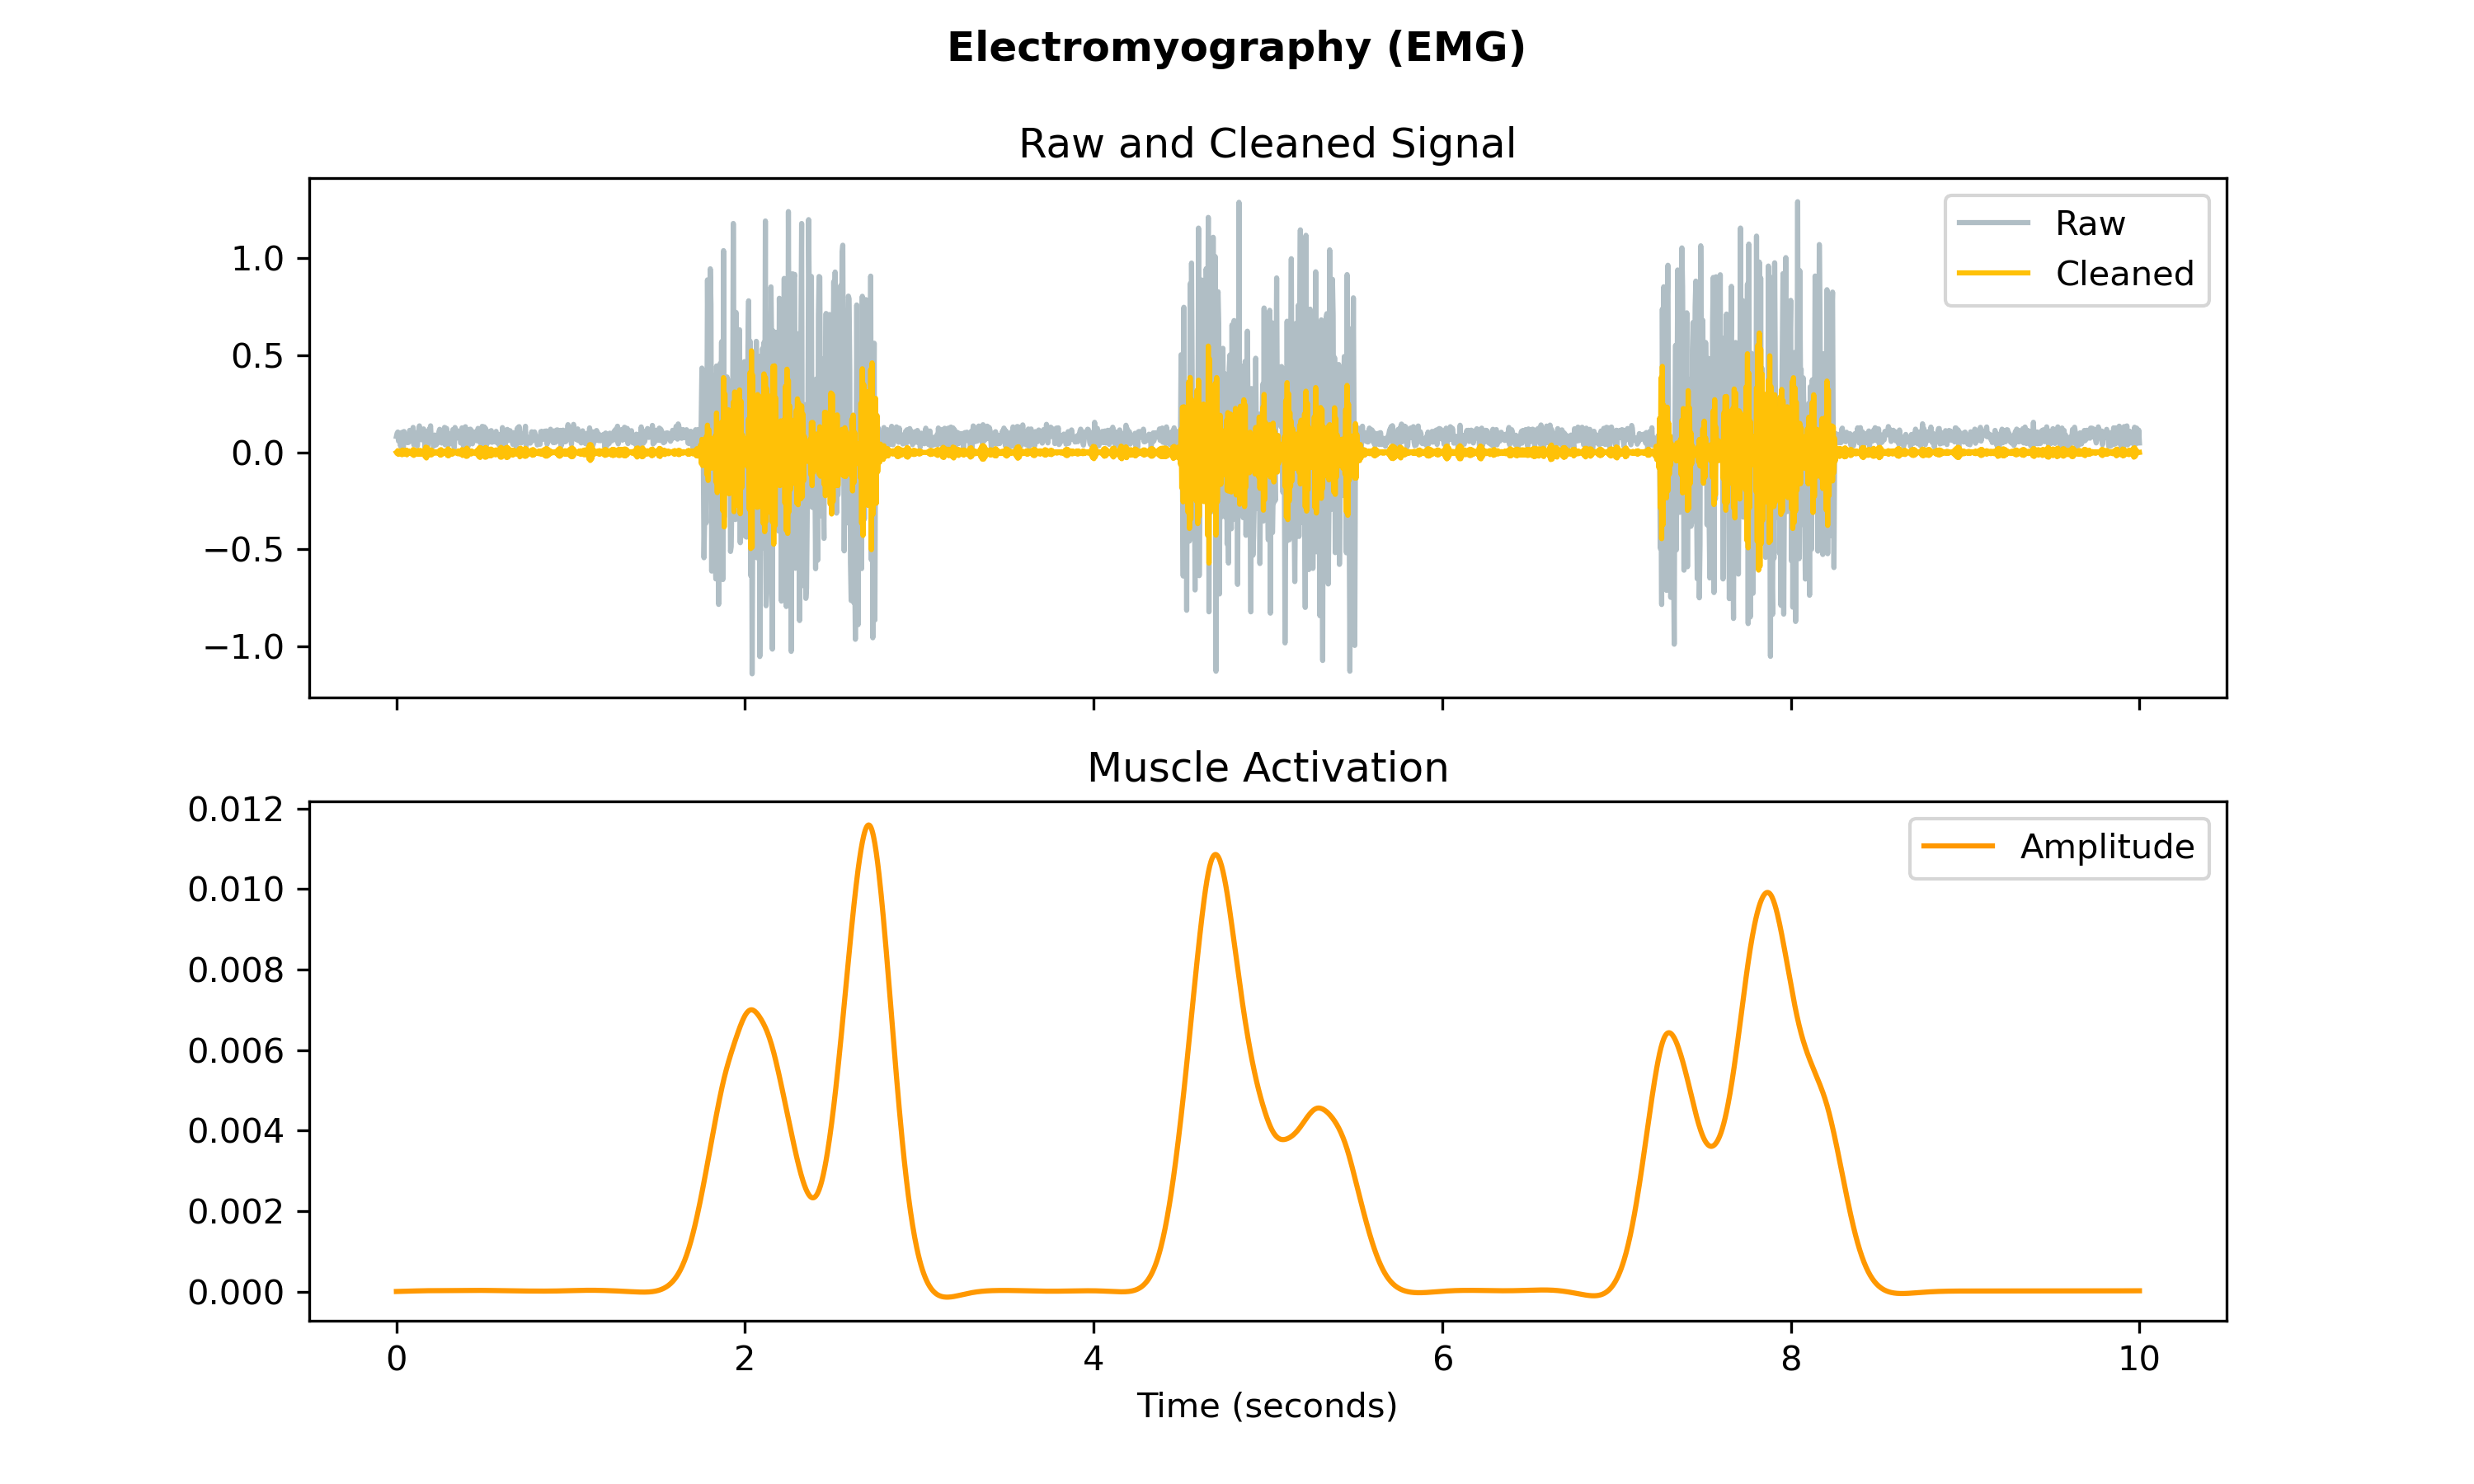 Electromyography (EMG)
Raw and Cleaned Signal
Raw
Cleaned
1.0
0.5
0.0
−0.5
−1.0
Muscle Activation
Amplitude
0.012
0.010
0.008
0.006
0.004
0.002
0.000
0 2 4 6 8 10
Time (seconds)